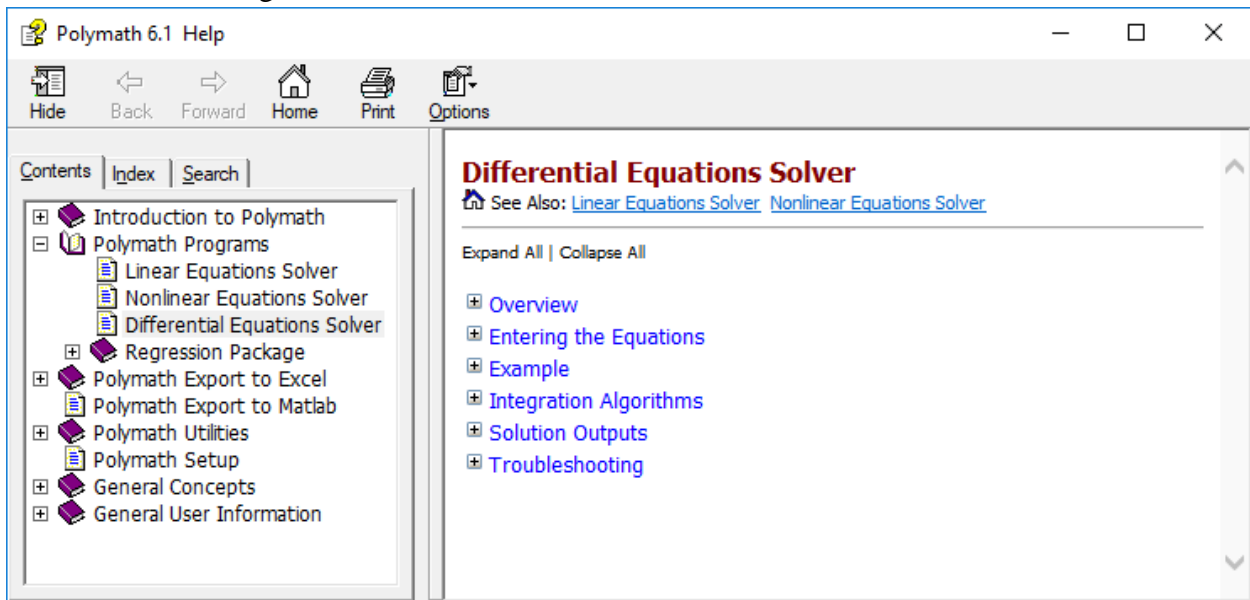 Polymath 6.1 Help
Hide Back Forward Home Print Options
Contents Index Search
Introduction to Polymath
Polymath Programs
Linear Equations Solver
Nonlinear Equations Solver
Differential Equations Solver
Regression Package
Polymath Export to Excel
Polymath Export to Matlab
Polymath Utilities
Polymath Setup
General Concepts
General User Information
Differential Equations Solver
See Also: Linear Equations Solver Nonlinear Equations Solver
Expand All | Collapse All
Overview
Entering the Equations
Example
Integration Algorithms
Solution Outputs
Troubleshooting